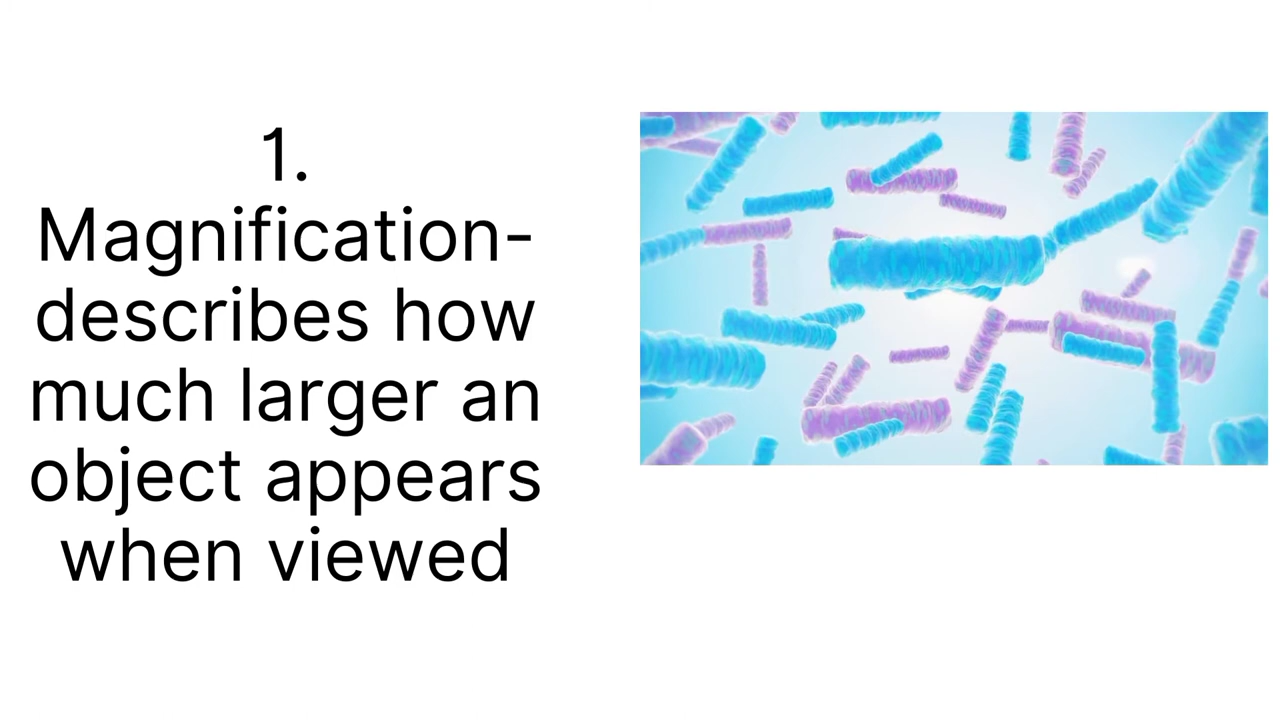 1.
Magnification-
describes how
much larger an
object appears
when viewed